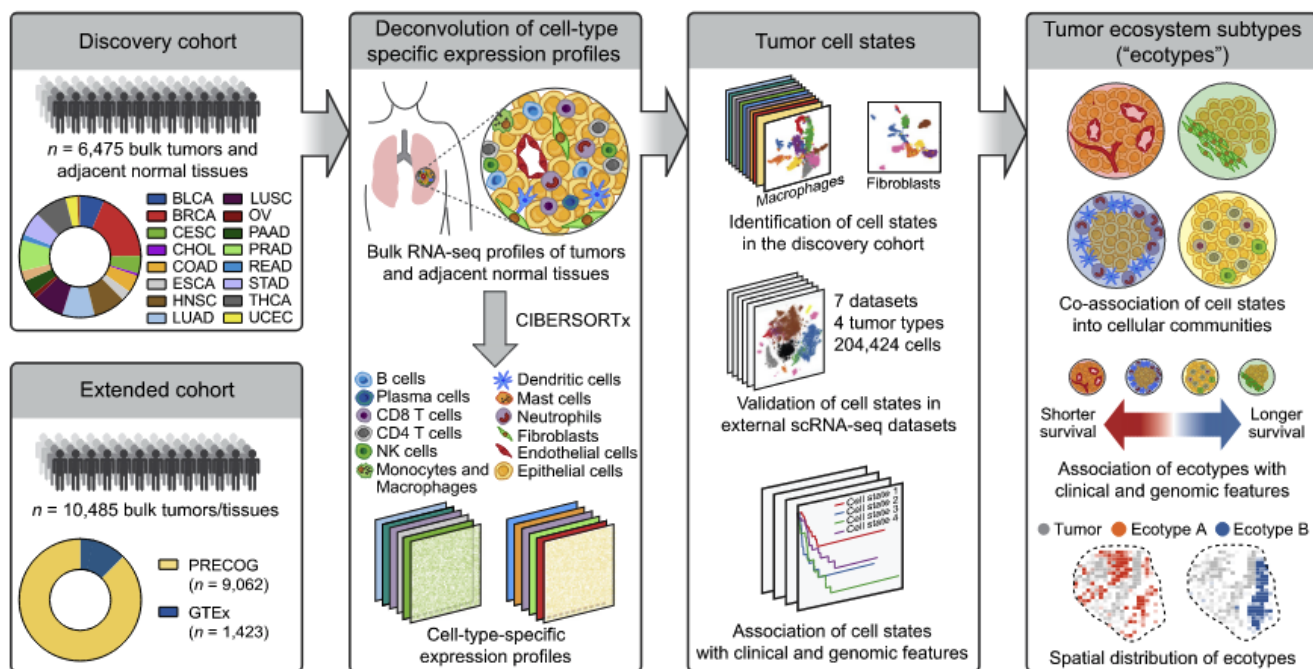 Discovery cohort
n = 6,475 bulk tumors and
adjacent normal tissues
BLCA
BRCA
CESC
CHOL
COAD
ESCA
HNSC
LUAD
LUSC
OV
PAAD
PRAD
READ
STAD
THCA
UCEC
Extended cohort
n = 10,485 bulk tumors/tissues
PRECOG
(n = 9,062)
GTEx
(n = 1,423)
Deconvolution of cell-type
specific expression profiles
Bulk RNA-seq profiles of tumors
and adjacent normal tissues
CIBERSORTx
B cells
Plasma cells
CD8 T cells
CD4 T cells
NK cells
Monocytes and
Macrophages
Dendritic cells
Mast cells
Neutrophils
Fibroblasts
Endothelial cells
Epithelial cells
Cell-type-specific
expression profiles
Tumor cell states
Macrophages
Fibroblasts
Identification of cell states
in the discovery cohort
7 datasets
4 tumor types
204,424 cells
Validation of cell states in
external scRNA-seq datasets
Cell state 1
Cell state 2
Cell state 3
Cell state 4
Association of cell states
with clinical and genomic features
Tumor ecosystem subtypes
(“ecotypes”)
Co-association of cell states
into cellular communities
Shorter
survival
Longer
survival
Association of ecotypes with
clinical and genomic features
Tumor
Ecotype A
Ecotype B
Spatial distribution of ecotypes